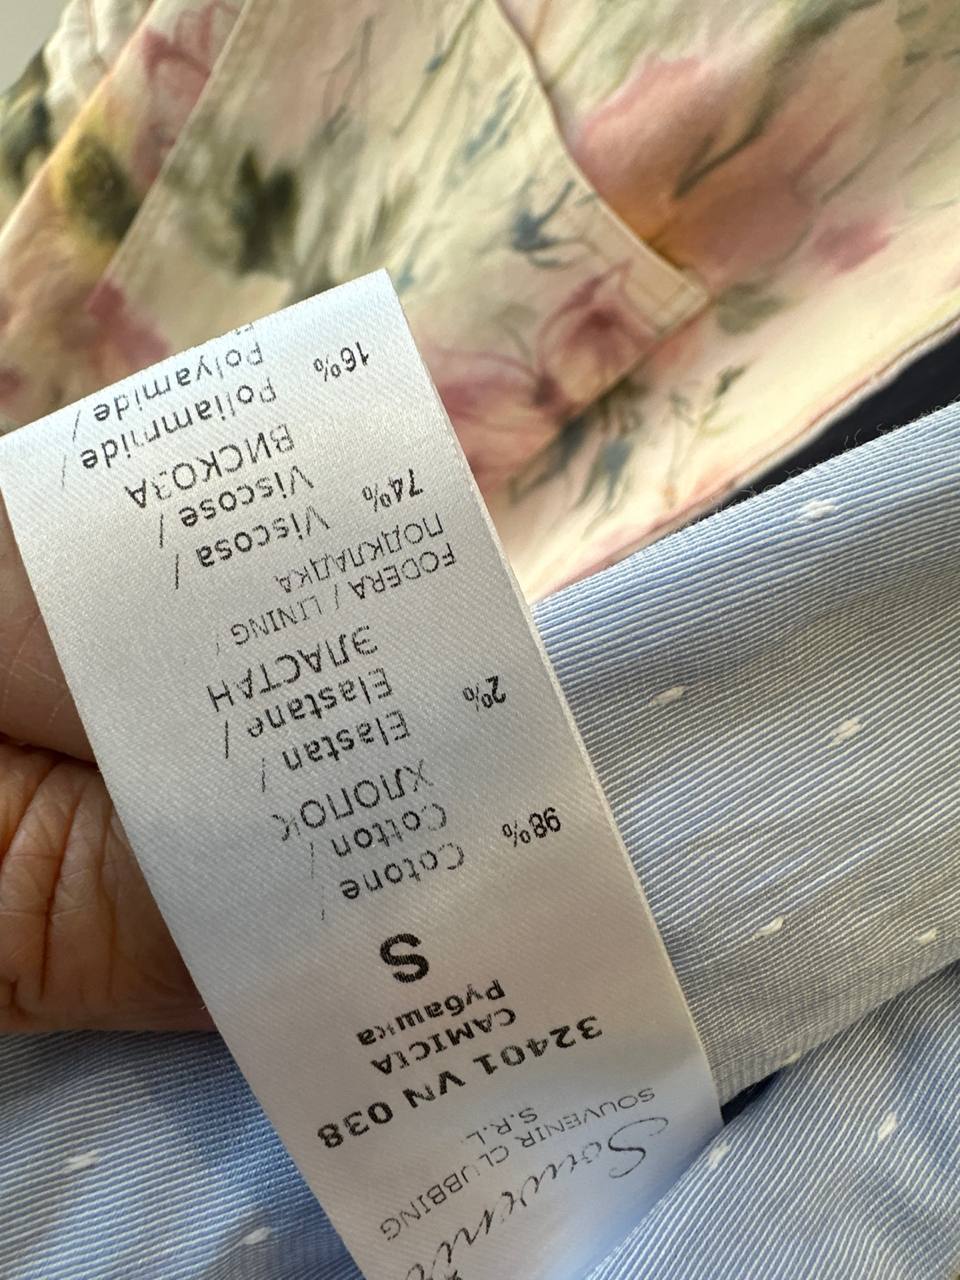 Souvenir
SOUVENIR CLUBBING
S.R.L.
32401 VN 038
CAMICIA
Рубашка
S
98% Cotone /
Cotton /
ХЛОПОК
2% Elastan /
Elastane /
ЭЛАСТАН
FODERA / LINING /
ПОДКЛАДКА
74% Viscosa /
Viscose /
ВИСКОЗА
16% Poliammide /
Polyamide /